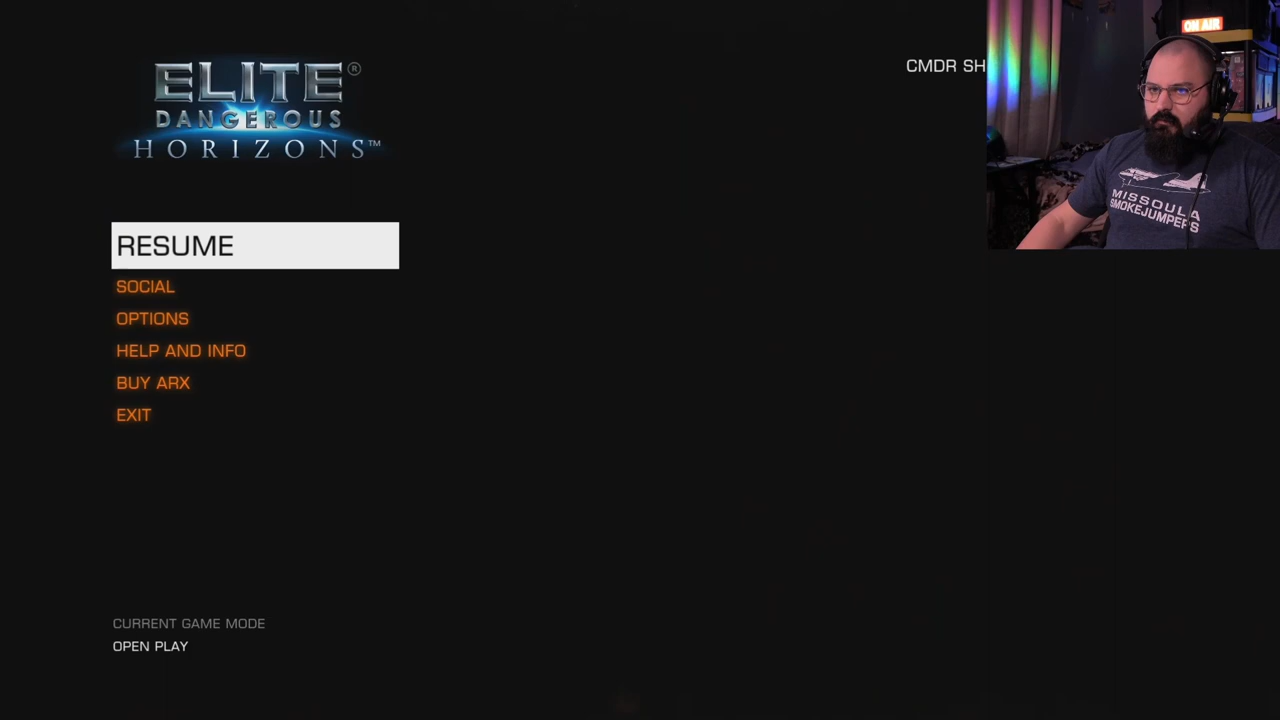 ELITE®
DANGEROUS
HORIZONS™
CMDR SH
ON AIR
MISSOULA
SMOKEJUMPERS
RESUME
SOCIAL
OPTIONS
HELP AND INFO
BUY ARX
EXIT
CURRENT GAME MODE
OPEN PLAY